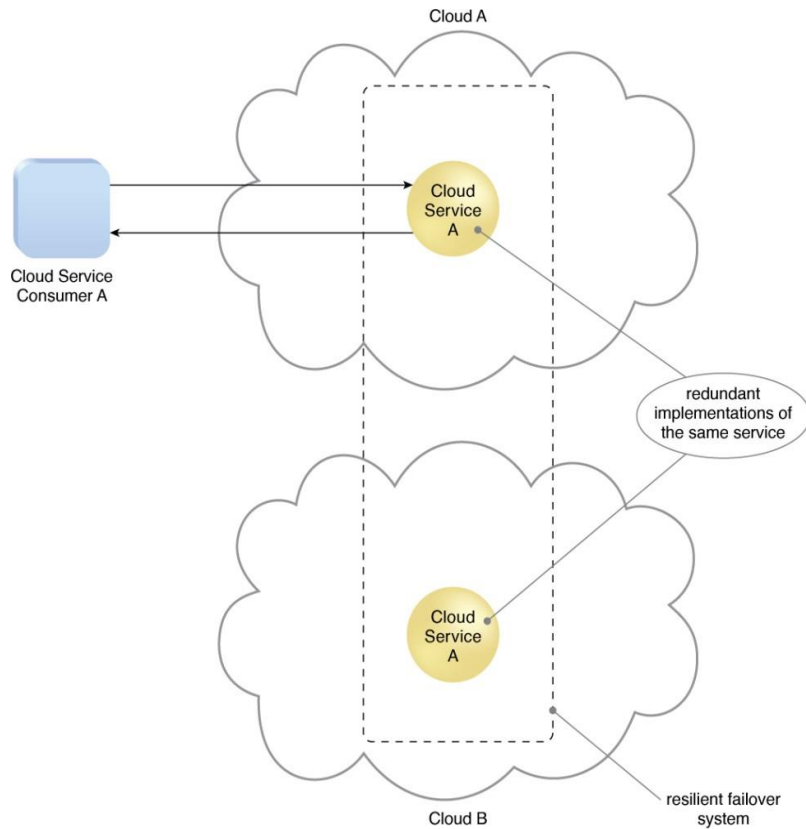 Cloud A
Cloud
Service
A
Cloud Service
Consumer A
redundant
implementations of
the same service
Cloud
Service
A
resilient failover
system
Cloud B